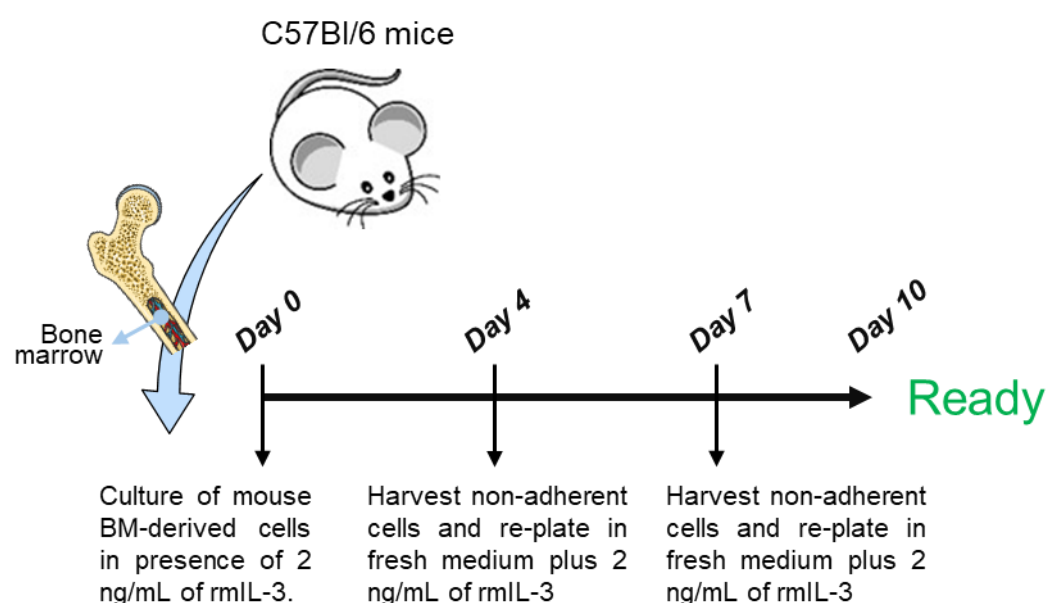 C57Bl/6 mice
Bone
marrow
Day 0
Day 4
Day 7
Day 10
Ready
Culture of mouse
BM-derived cells
in presence of 2
ng/mL of rmIL-3.
Harvest non-adherent
cells and re-plate in
fresh medium plus 2
ng/mL of rmIL-3
Harvest non-adherent
cells and re-plate in
fresh medium plus 2
ng/mL of rmIL-3